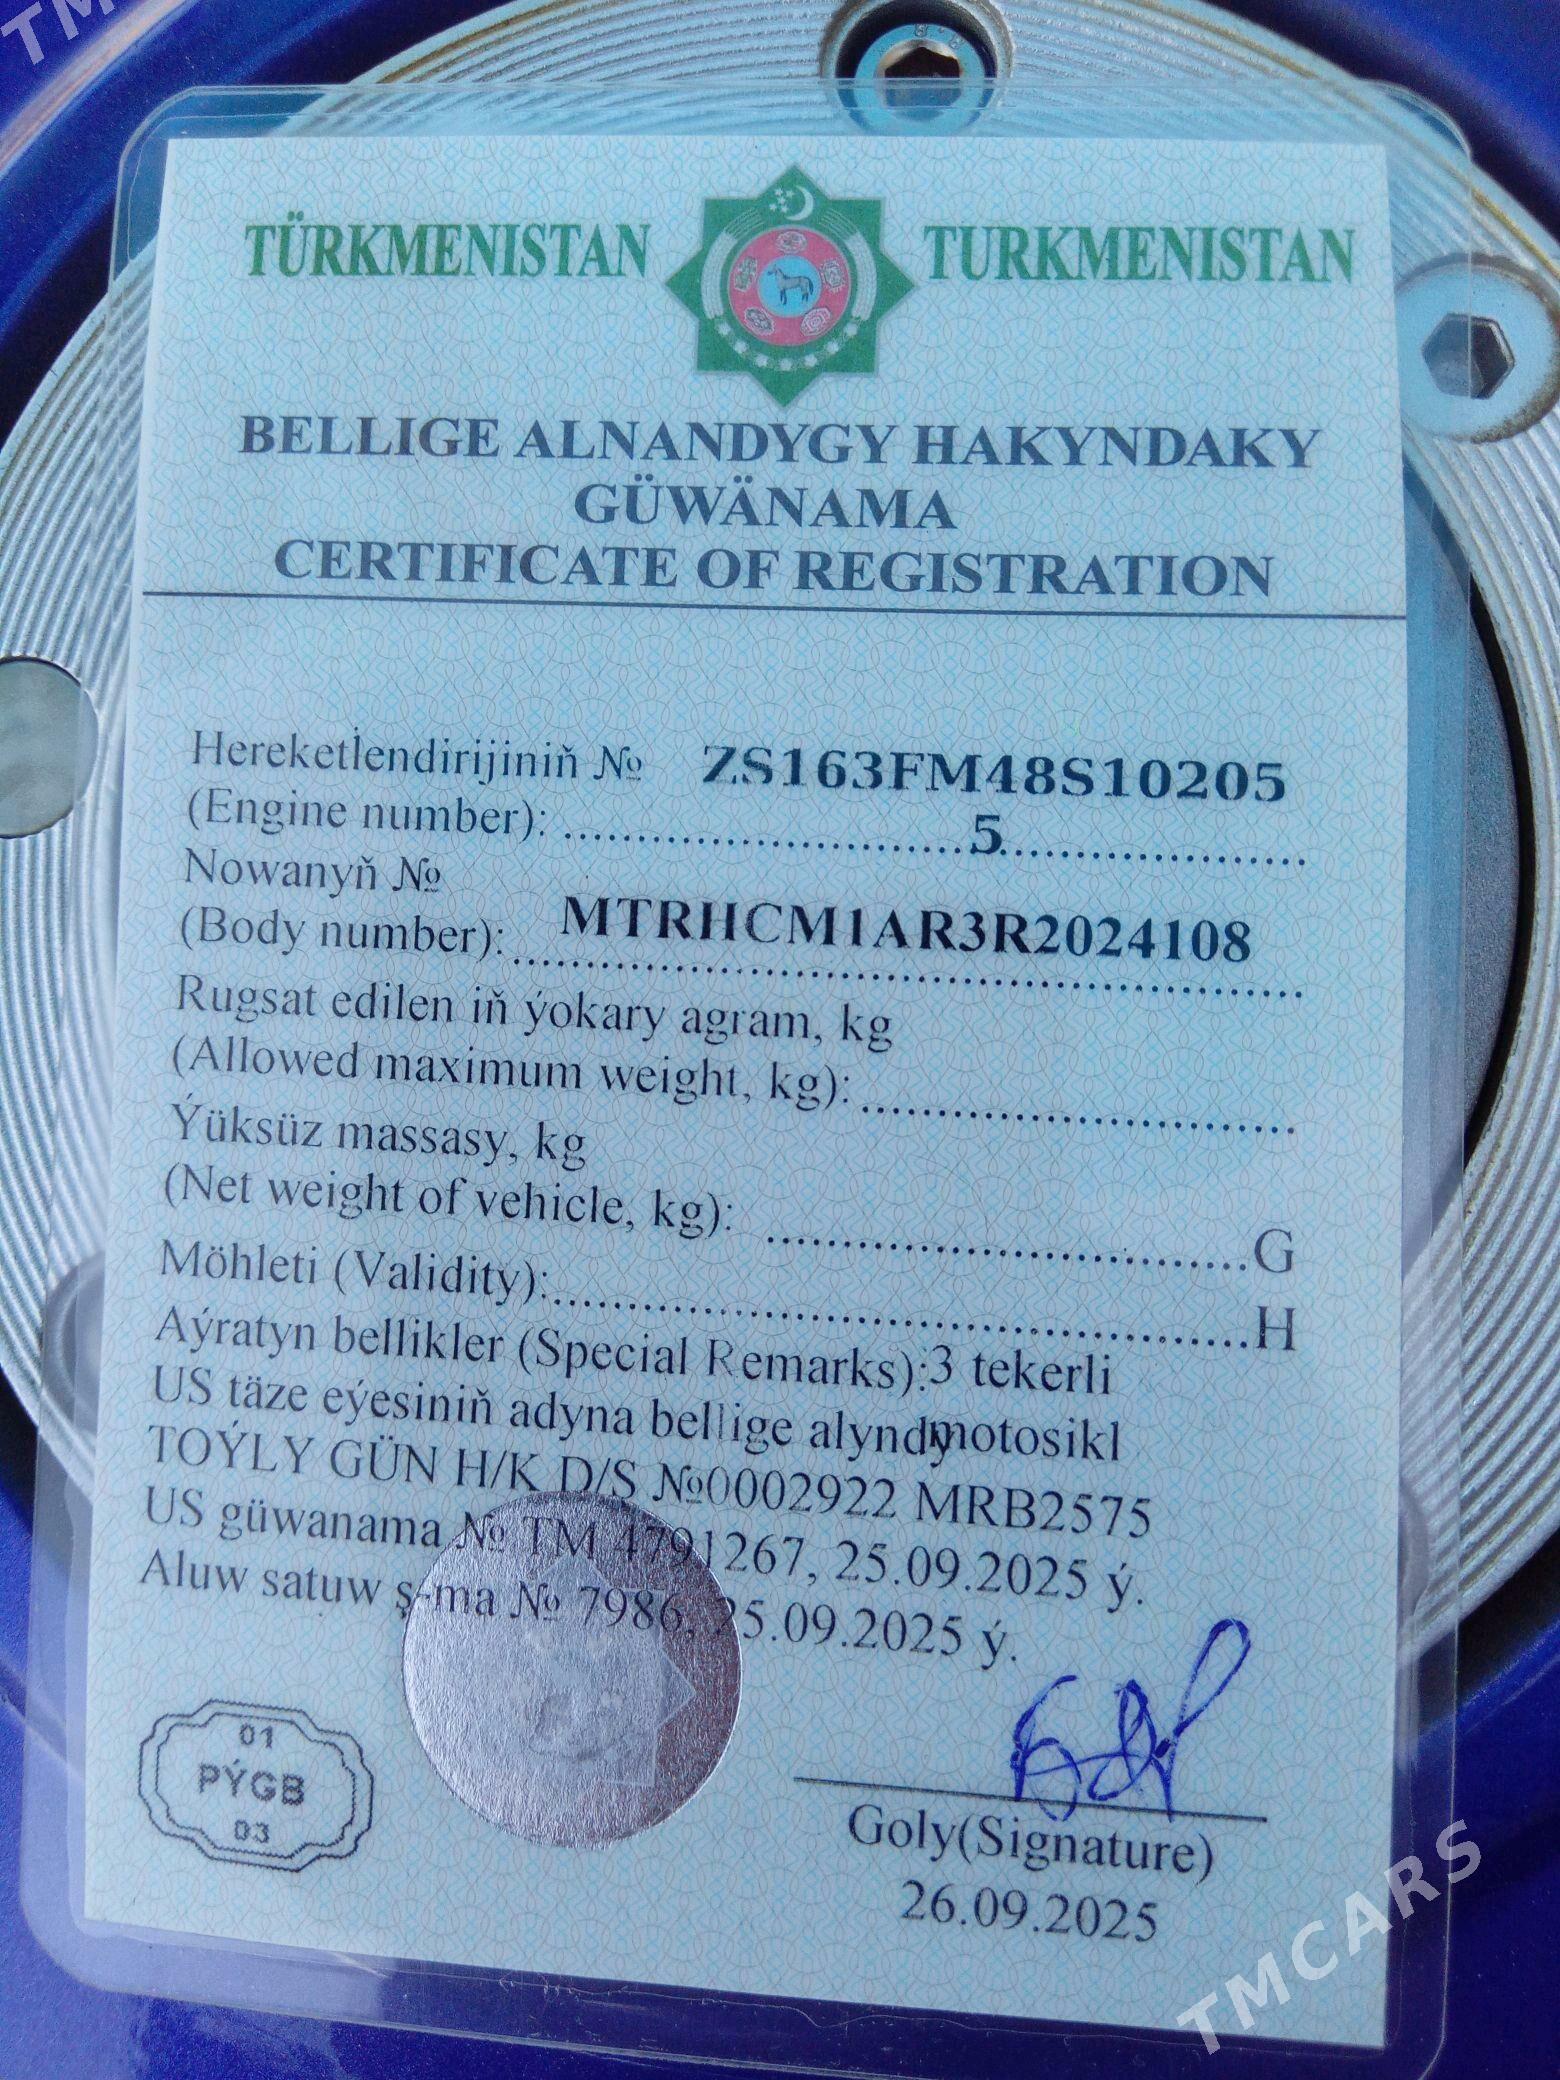 TM
TÜRKMENISTAN TURKMENISTAN
BELLIGE ALNANDYGY HAKYNDAKY
GÜWÄNAMA
CERTIFICATE OF REGISTRATION
Hereketlendirijiniň № ZS163FM48S10205
(Engine number): 5
Nowanyň №
(Body number): MTRHCM1AR3R2024108
Rugsat edilen iň ýokary agram, kg
(Allowed maximum weight, kg):
Ýüksüz massasy, kg
(Net weight of vehicle, kg): G
Möhleti (Validity): H
Aýratyn bellikler (Special Remarks): 3 tekerli
US täze eýesiniň adyna bellige alyndy motosikl
TOÝLY GÜN H/K D/S №0002922 MRB2575
US güwanama № TM 4791267, 25.09.2025 ý.
Aluw satuw ş-ma № 7986, 25.09.2025 ý.
01
PÝGB
03
Goly(Signature)
26.09.2025
TMCARS